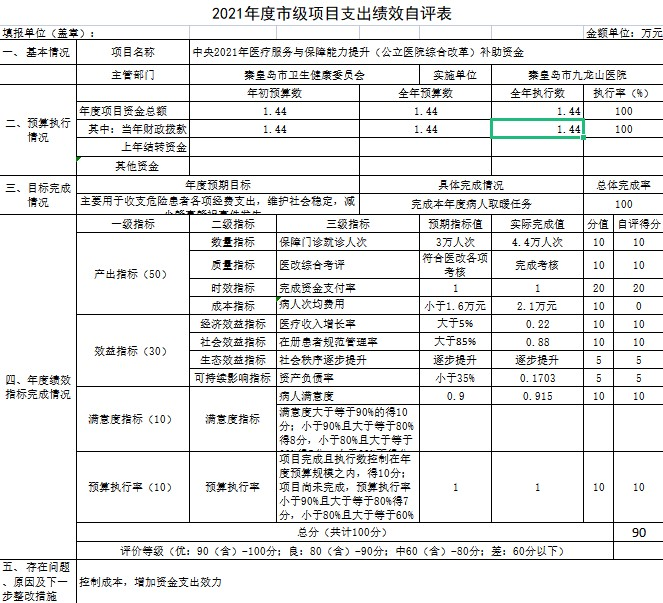 2021年度市级项目支出绩效自评表
填报单位（盖章）： 金额单位：万元
一、基本情况 项目名称 中央2021年医疗服务与保障能力提升（公立医院综合改革）补助资金
主管部门 秦皇岛市卫生健康委员会 实施单位 秦皇岛市九龙山医院
二、预算执行情况 年初预算数 全年预算数 全年执行数 执行率（%）
年度项目资金总额 1.44 1.44 1.44 100
其中：当年财政拨款 1.44 1.44 1.44 100
上年结转资金
其他资金
三、目标完成情况 年度预期目标 具体完成情况 总体完成率
主要用于收支危险患者各项经费支出，维护社会稳定，减 完成本年度病人取暖任务 100
四、年度绩效指标完成情况 一级指标 二级指标 三级指标 预期指标值 实际完成值 分值 自评得分
产出指标（50） 数量指标 保障门诊就诊人次 3万人次 4.4万人次 10 10
质量指标 医改综合考评 符合医改各项考核 完成考核 10 10
时效指标 完成资金支付率 1 1 20 20
成本指标 病人次均费用 小于1.6万元 2.1万元 10 0
效益指标（30） 经济效益指标 医疗收入增长率 大于5% 0.22 10 10
社会效益指标 在册患者规范管理率 大于85% 0.88 10 10
生态效益指标 社会秩序逐步提升 逐步提升 逐步提升 5 5
可持续影响指标 资产负债率 小于35% 0.1703 5 5
满意度指标（10） 满意度指标 病人满意度 0.9 0.915 10 10
满意度大于等于90%的得10
分；小于90%且大于等于80%
得8分，小于80%且大于等于
预算执行率（10） 预算执行率 项目完成且执行数控制在年
度预算规模之内，得10分；
项目尚未完成，预算执行率
小于90%且大于等于80%得7
分，小于80%且大于等于60%
1 1 10 10
总分（共计100分） 90
评价等级（优：90（含）-100分；良：80（含）-90分；中60（含）-80分；差：60分以下）
五、存在问题、原因及下一步整改措施 控制成本，增加资金支出效力